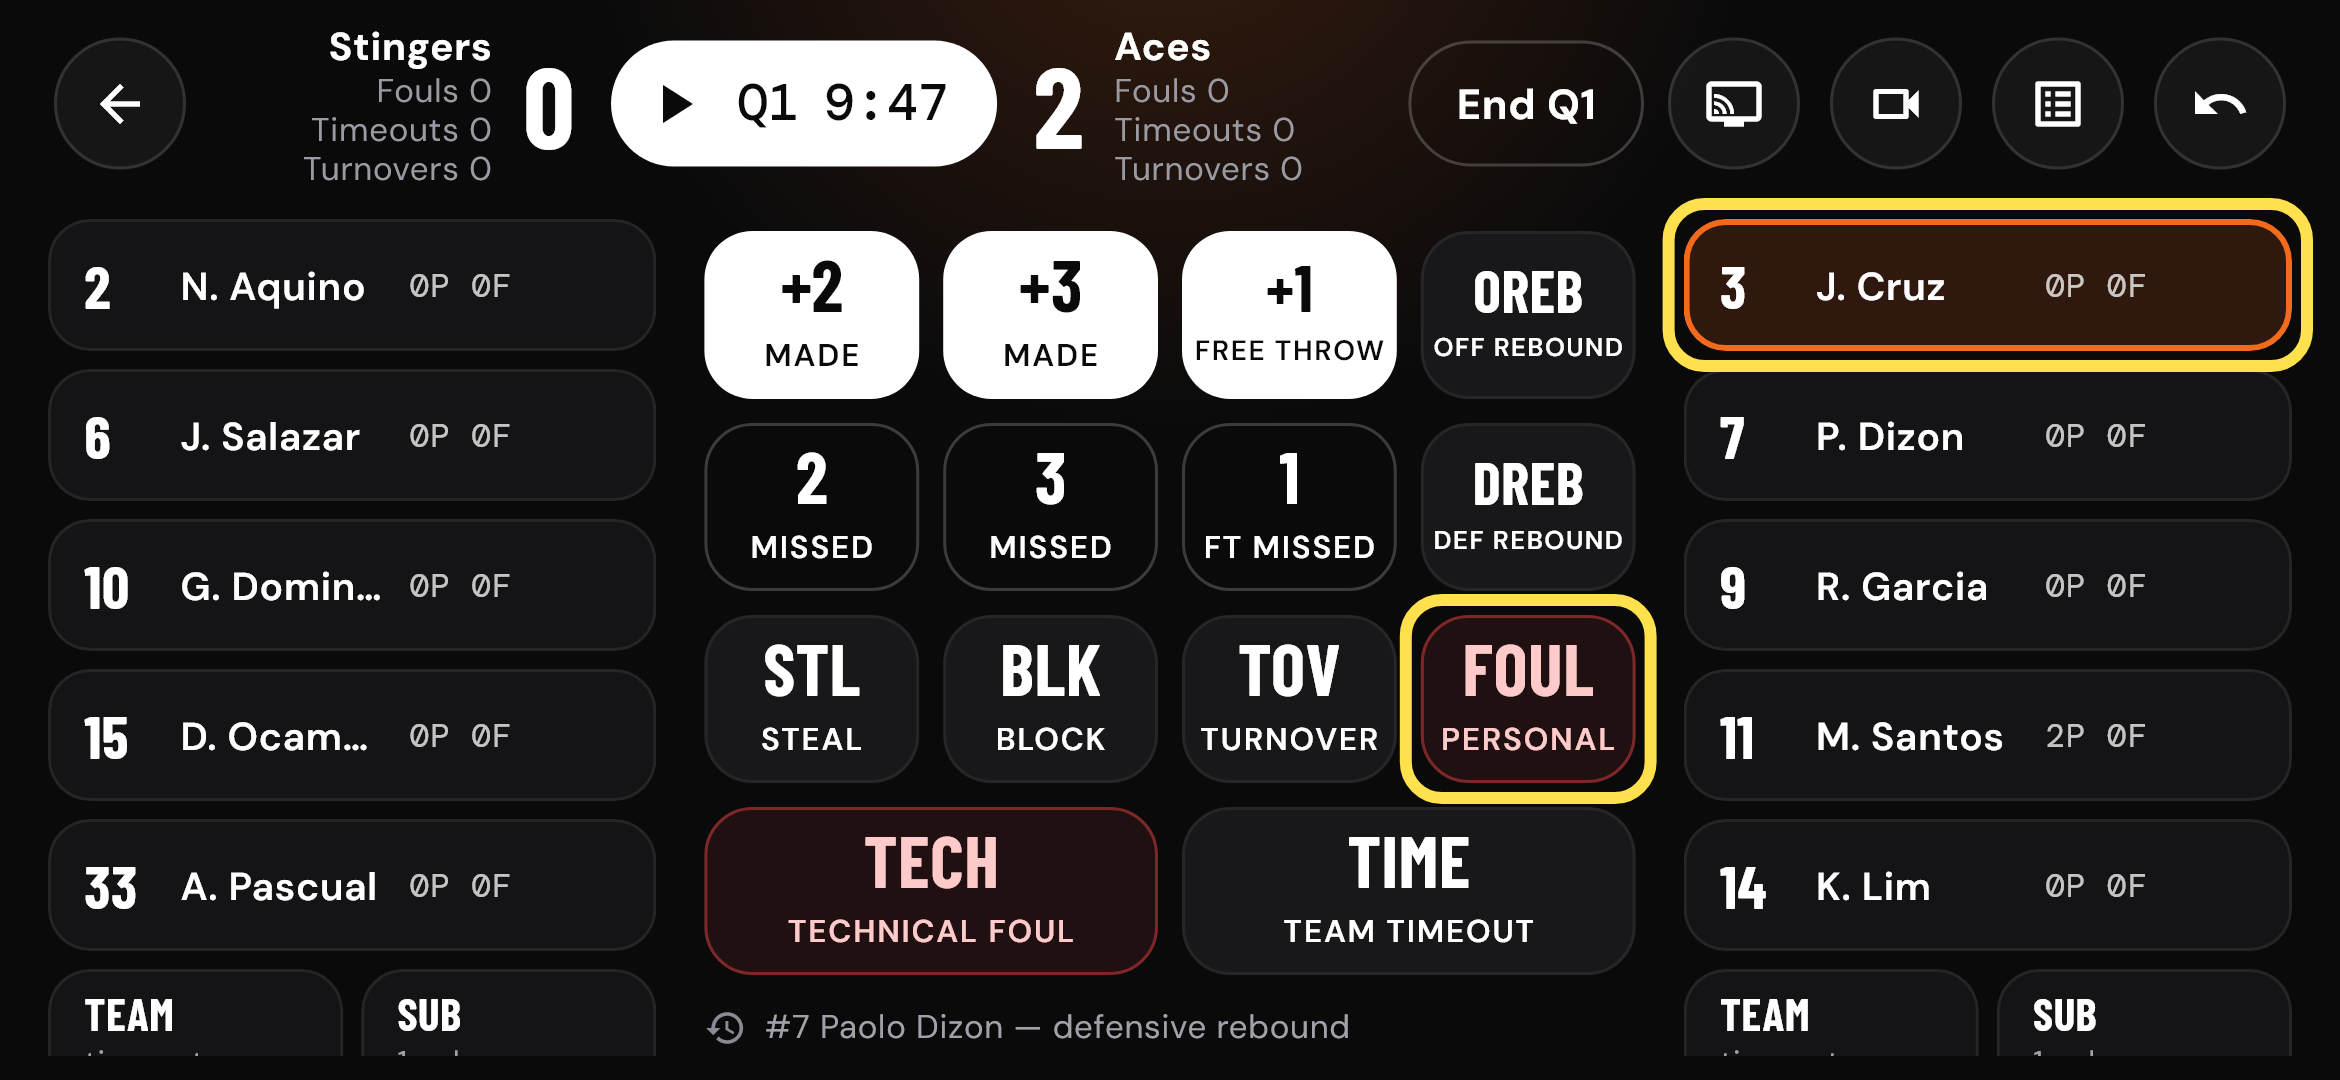 Stingers
Fouls 0
Timeouts 0
Turnovers 0
0
Q1 9:47
2
Aces
Fouls 0
Timeouts 0
Turnovers 0
End Q1
2 N. Aquino 0P 0F
6 J. Salazar 0P 0F
10 G. Domin... 0P 0F
15 D. Ocam... 0P 0F
33 A. Pascual 0P 0F
TEAM
SUB
+2
MADE
+3
MADE
+1
FREE THROW
OREB
OFF REBOUND
2
MISSED
3
MISSED
1
FT MISSED
DREB
DEF REBOUND
STL
STEAL
BLK
BLOCK
TOV
TURNOVER
FOUL
PERSONAL
TECH
TECHNICAL FOUL
TIME
TEAM TIMEOUT
#7 Paolo Dizon — defensive rebound
3 J. Cruz 0P 0F
7 P. Dizon 0P 0F
9 R. Garcia 0P 0F
11 M. Santos 2P 0F
14 K. Lim 0P 0F
TEAM
SUB